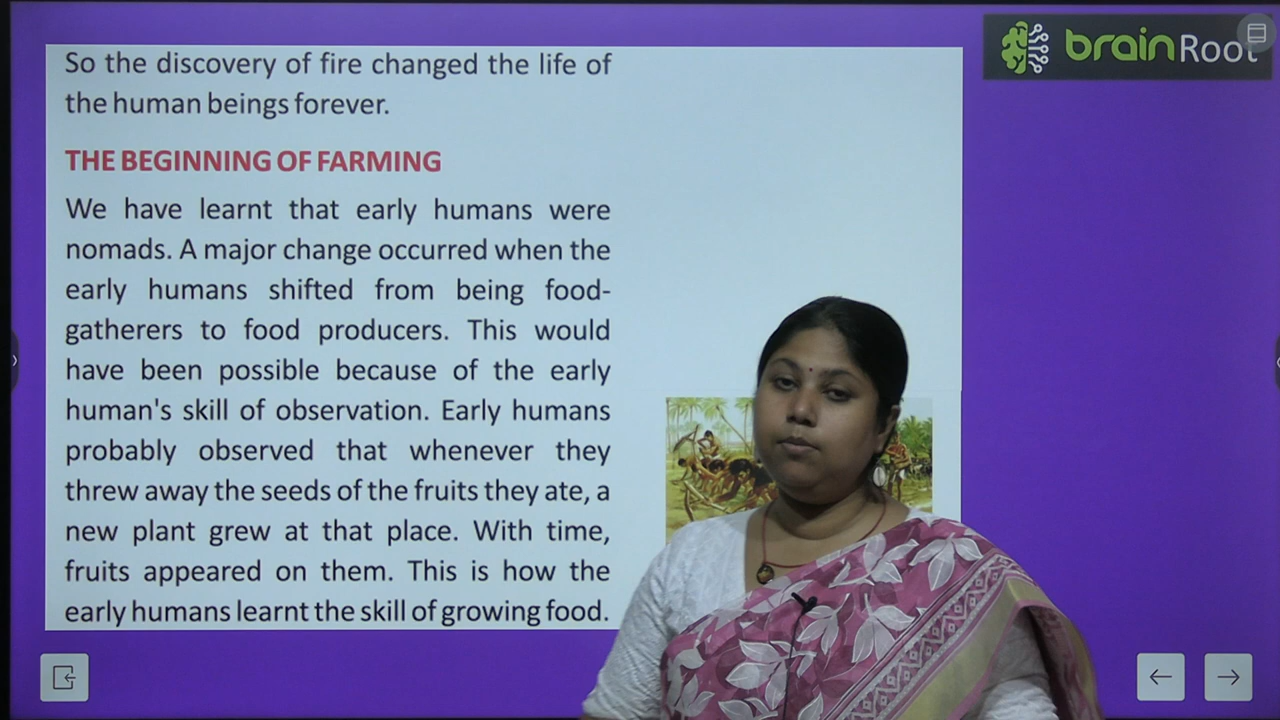 So the discovery of fire changed the life of
the human beings forever.
THE BEGINNING OF FARMING
We have learnt that early humans were
nomads. A major change occurred when the
early humans shifted from being food-
gatherers to food producers. This would
have been possible because of the early
human's skill of observation. Early humans
probably observed that whenever they
threw away the seeds of the fruits they ate, a
new plant grew at that place. With time,
fruits appeared on them. This is how the
early humans learnt the skill of growing food.
brainRoot